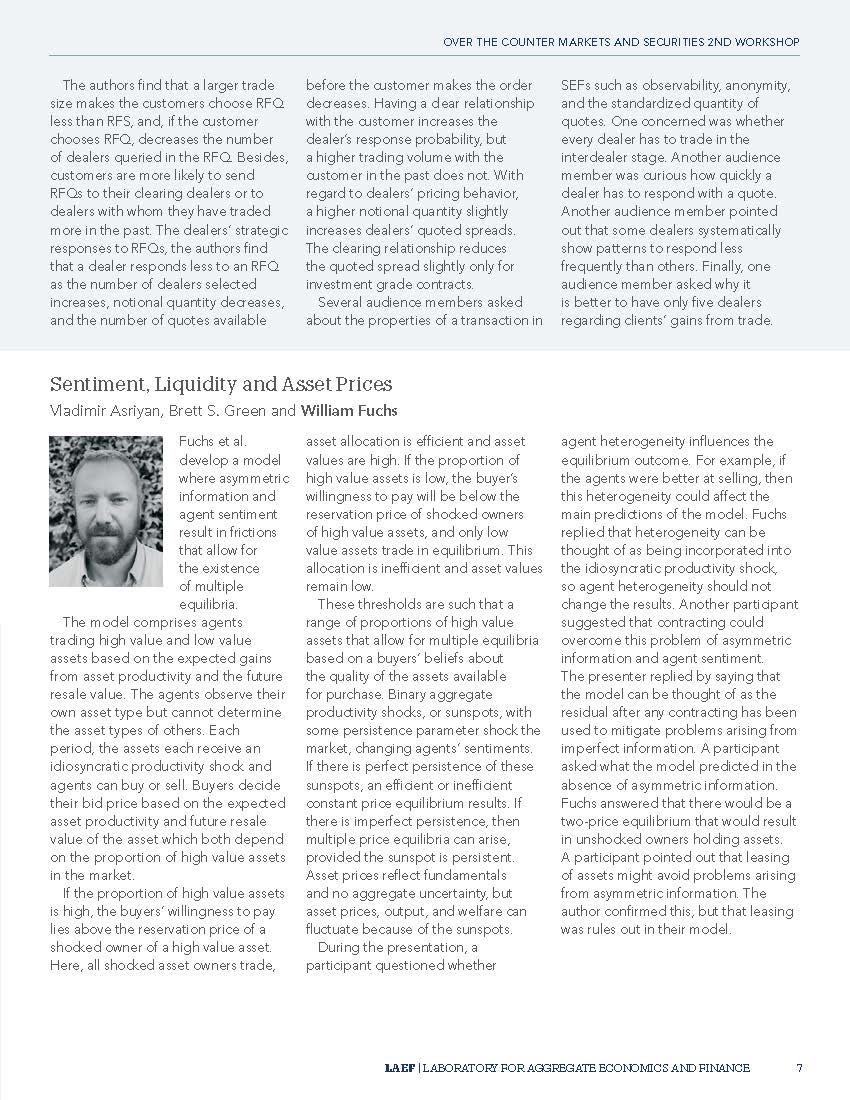 OVER THE COUNTER MARKETS AND SECURITIES 2ND WORKSHOP
The authors find that a larger trade
size makes the customers choose RFQ
less than RFS, and, if the customer
chooses RFQ, decreases the number
of dealers queried in the RFQ. Besides,
customers are more likely to send
RFQs to their clearing dealers or to
dealers with whom they have traded
more in the past. The dealers’ strategic
responses to RFQs, the authors find
that a dealer responds less to an RFQ
as the number of dealers selected
increases, notional quantity decreases,
and the number of quotes available
before the customer makes the order
decreases. Having a clear relationship
with the customer increases the
dealer’s response probability, but
a higher trading volume with the
customer in the past does not. With
regard to dealers’ pricing behavior,
a higher notional quantity slightly
increases dealers’ quoted spreads.
The clearing relationship reduces
the quoted spread slightly only for
investment grade contracts.
Several audience members asked
about the properties of a transaction in
SEFs such as observability, anonymity,
and the standardized quantity of
quotes. One concerned was whether
every dealer has to trade in the
interdealer stage. Another audience
member was curious how quickly a
dealer has to respond with a quote.
Another audience member pointed
out that some dealers systematically
show patterns to respond less
frequently than others. Finally, one
audience member asked why it
is better to have only five dealers
regarding clients’ gains from trade.
Sentiment, Liquidity and Asset Prices
Vladimir Asriyan, Brett S. Green and William Fuchs
Fuchs et al.
develop a model
where asymmetric
information and
agent sentiment
result in frictions
that allow for
the existence
of multiple
equilibria.
The model comprises agents
trading high value and low value
assets based on the expected gains
from asset productivity and the future
resale value. The agents observe their
own asset type but cannot determine
the asset types of others. Each
period, the assets each receive an
idiosyncratic productivity shock and
agents can buy or sell. Buyers decide
their bid price based on the expected
asset productivity and future resale
value of the asset which both depend
on the proportion of high value assets
in the market.
If the proportion of high value assets
is high, the buyers’ willingness to pay
lies above the reservation price of a
shocked owner of a high value asset.
Here, all shocked asset owners trade,
asset allocation is efficient and asset
values are high. If the proportion of
high value assets is low, the buyer’s
willingness to pay will be below the
reservation price of shocked owners
of high value assets, and only low
value assets trade in equilibrium. This
allocation is inefficient and asset values
remain low.
These thresholds are such that a
range of proportions of high value
assets that allow for multiple equilibria
based on a buyers’ beliefs about
the quality of the assets available
for purchase. Binary aggregate
productivity shocks, or sunspots, with
some persistence parameter shock the
market, changing agents’ sentiments.
If there is perfect persistence of these
sunspots, an efficient or inefficient
constant price equilibrium results. If
there is imperfect persistence, then
multiple price equilibria can arise,
provided the sunspot is persistent.
Asset prices reflect fundamentals
and no aggregate uncertainty, but
asset prices, output, and welfare can
fluctuate because of the sunspots.
During the presentation, a
participant questioned whether
agent heterogeneity influences the
equilibrium outcome. For example, if
the agents were better at selling, then
this heterogeneity could affect the
main predictions of the model. Fuchs
replied that heterogeneity can be
thought of as being incorporated into
the idiosyncratic productivity shock,
so agent heterogeneity should not
change the results. Another participant
suggested that contracting could
overcome this problem of asymmetric
information and agent sentiment.
The presenter replied by saying that
the model can be thought of as the
residual after any contracting has been
used to mitigate problems arising from
imperfect information. A participant
asked what the model predicted in the
absence of asymmetric information.
Fuchs answered that there would be a
two-price equilibrium that would result
in unshocked owners holding assets.
A participant pointed out that leasing
of assets might avoid problems arising
from asymmetric information. The
author confirmed this, but that leasing
was rules out in their model.
LAEF | LABORATORY FOR AGGREGATE ECONOMICS AND FINANCE 7